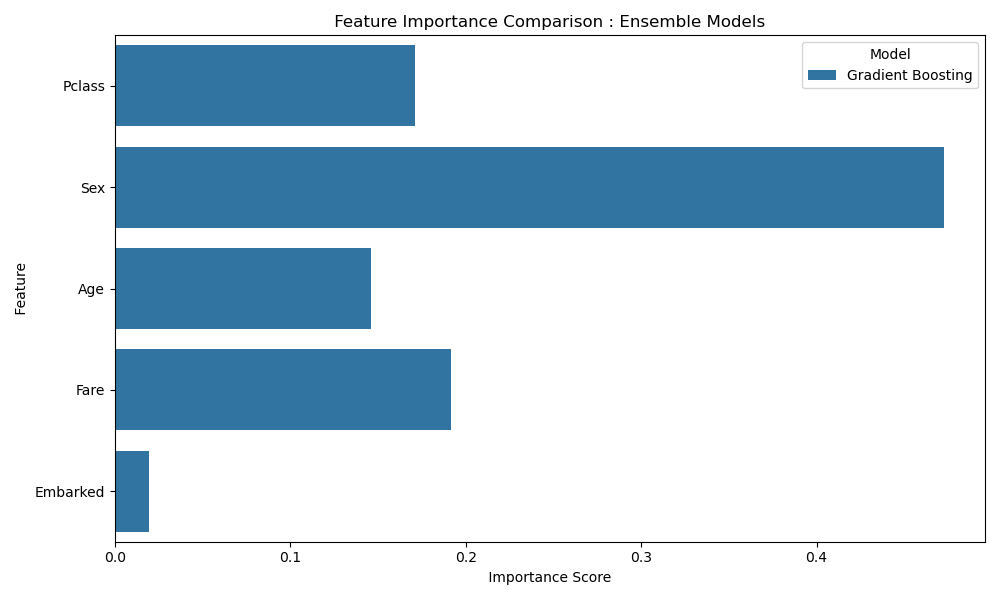 Feature Importance Comparison : Ensemble Models
Model
Gradient Boosting
Pclass
Sex
Age
Fare
Embarked
Feature
0.0 0.1 0.2 0.3 0.4
Importance Score